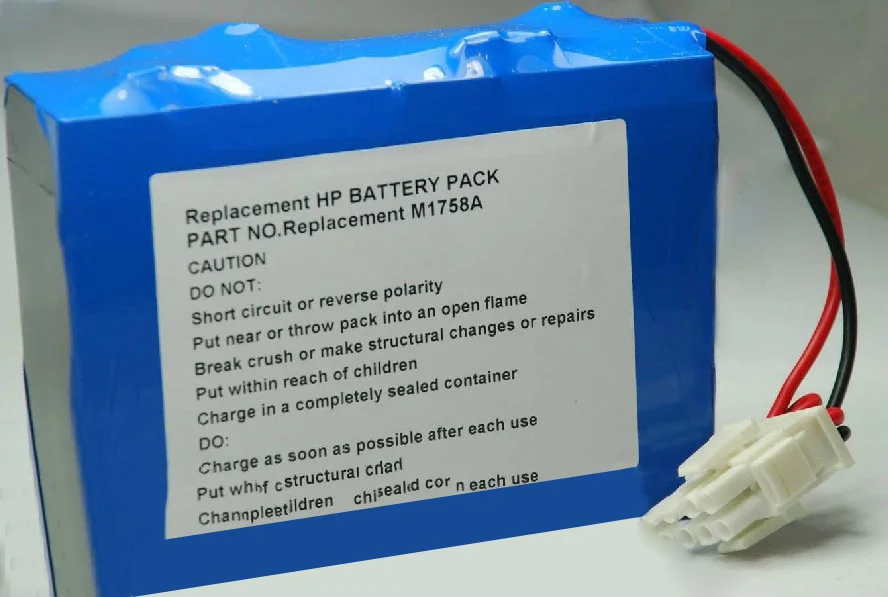 Replacement HP BATTERY PACK
PART NO.Replacement M1758A
CAUTION
DO NOT:
Short circuit or reverse polarity
Put near or throw pack into an open flame
Break crush or make structural changes or repairs
Put within reach of children
Charge in a completely sealed container
DO:
Charge as soon as possible after each use
Put
each use